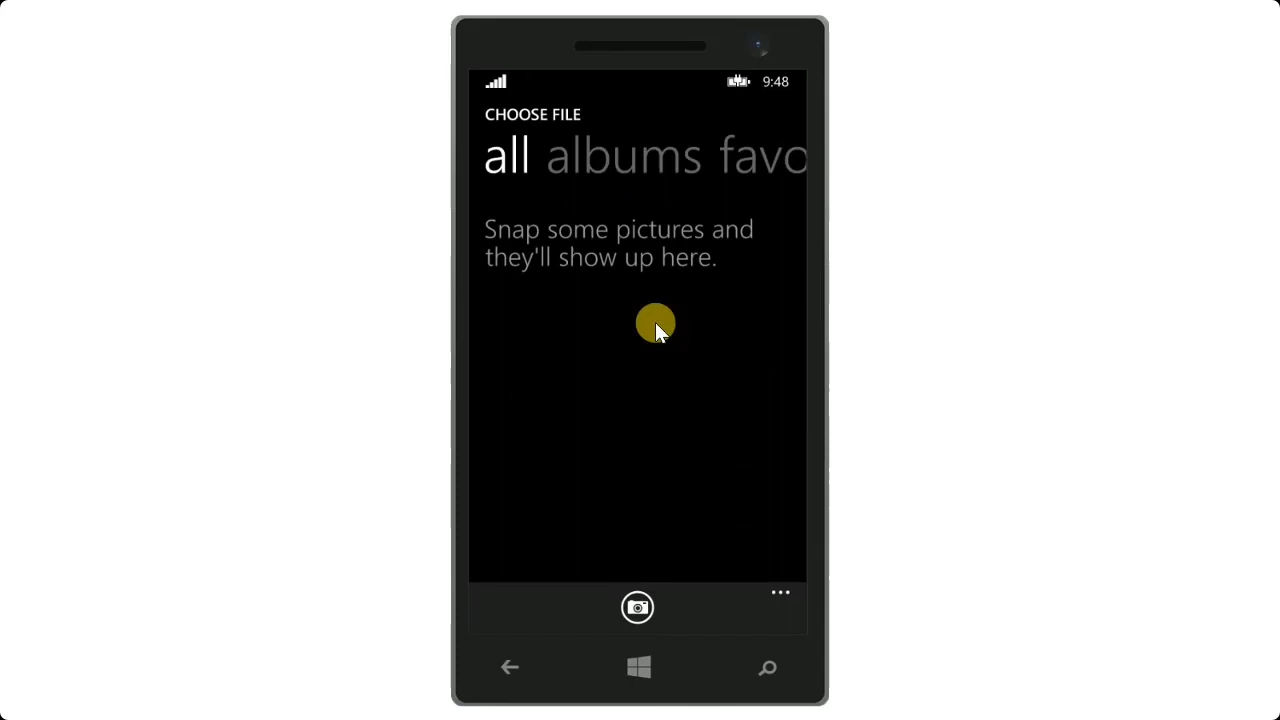 9:48
CHOOSE FILE
all albums favo
Snap some pictures and
they'll show up here.